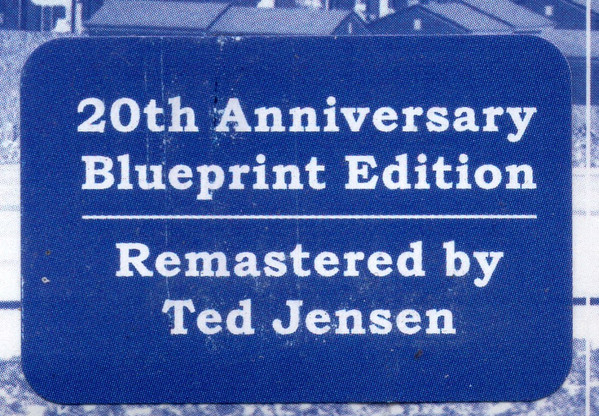 20th Anniversary
Blueprint Edition
Remastered by
Ted Jensen